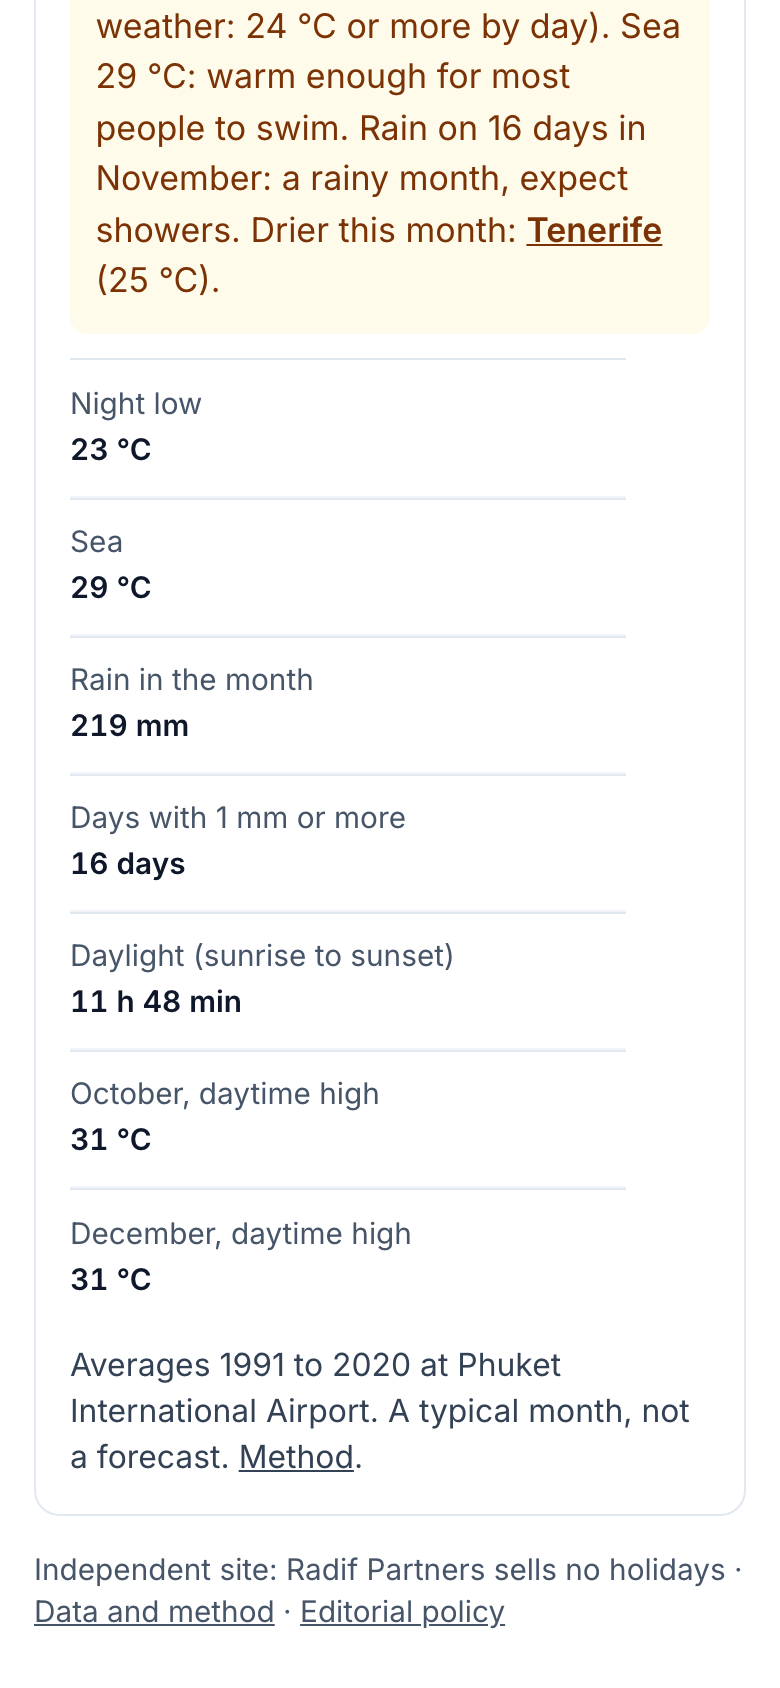 weather: 24 °C or more by day). Sea
29 °C: warm enough for most
people to swim. Rain on 16 days in
November: a rainy month, expect
showers. Drier this month: Tenerife
(25 °C).
Night low
23 °C
Sea
29 °C
Rain in the month
219 mm
Days with 1 mm or more
16 days
Daylight (sunrise to sunset)
11 h 48 min
October, daytime high
31 °C
December, daytime high
31 °C
Averages 1991 to 2020 at Phuket
International Airport. A typical month, not
a forecast. Method.
Independent site: Radif Partners sells no holidays ·
Data and method · Editorial policy